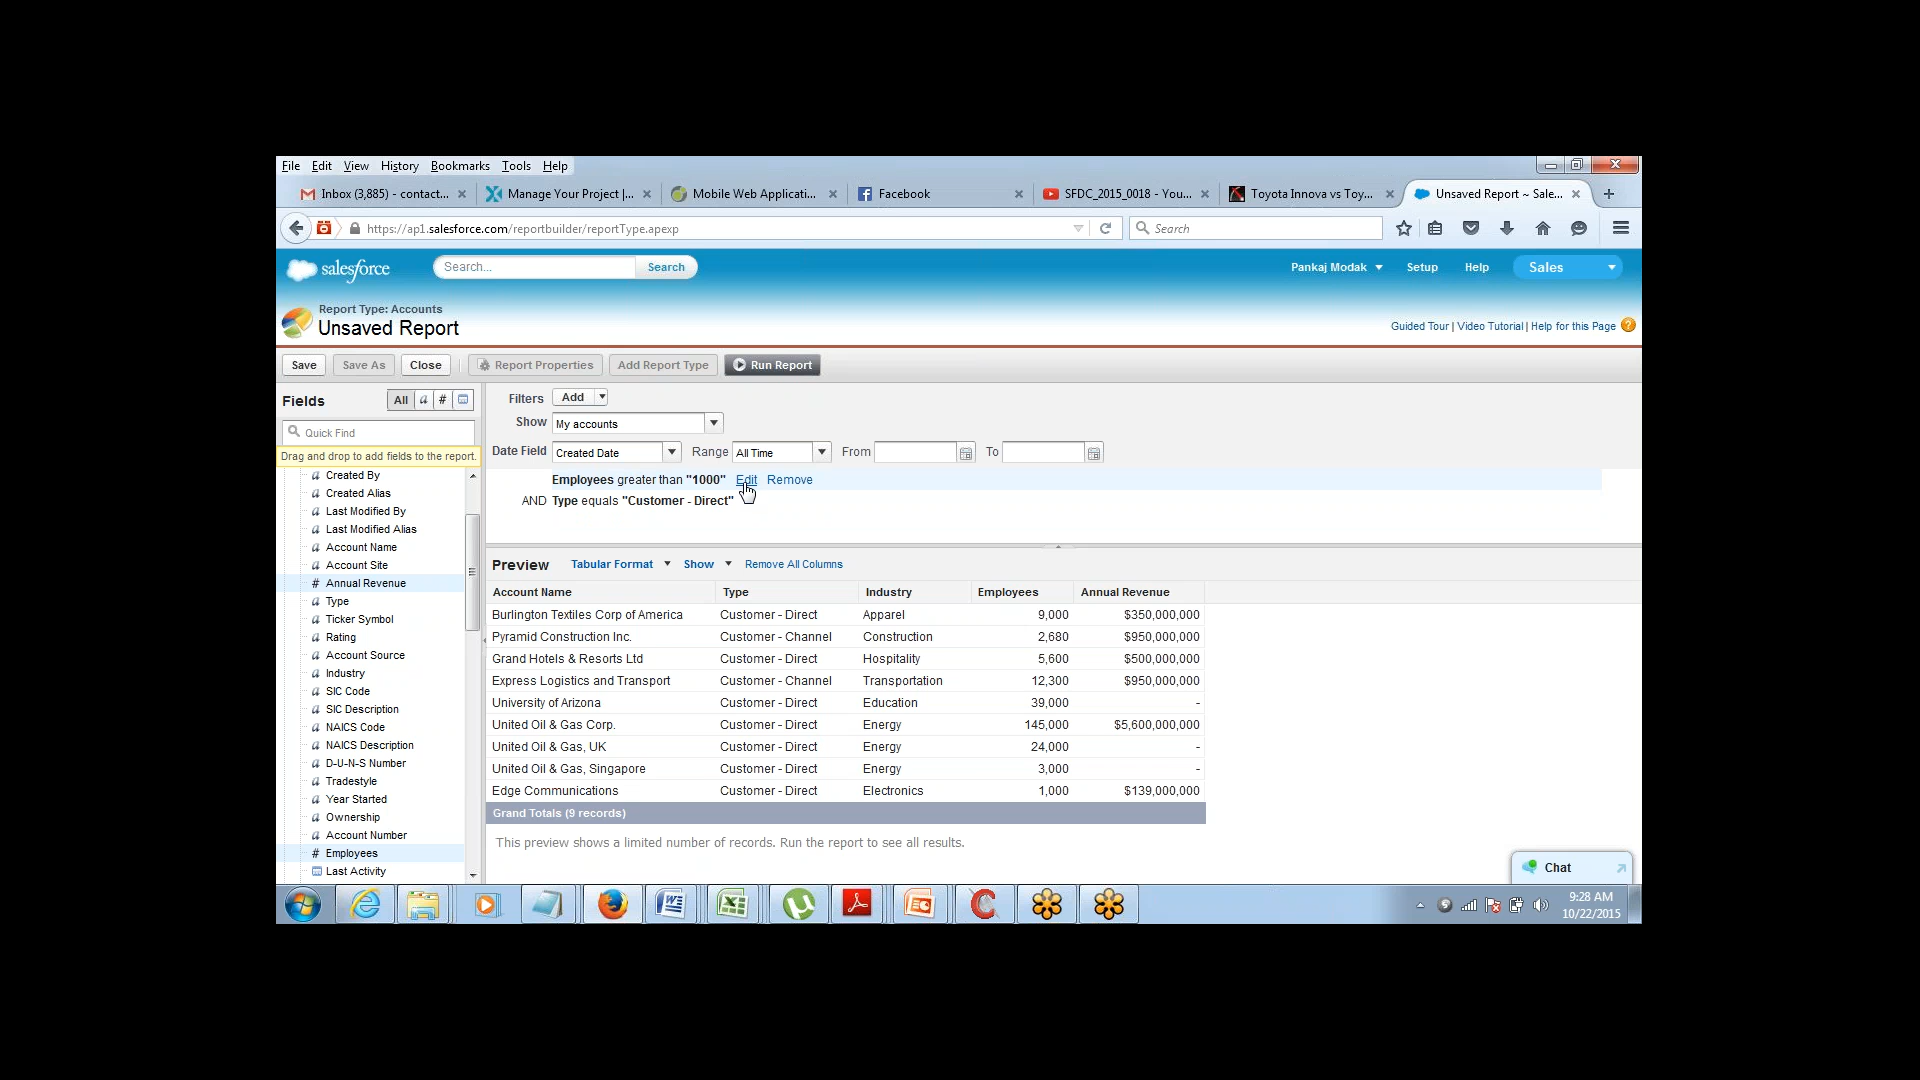 File Edit View History Bookmarks Tools Help
Inbox (3,885) - contact... Manage Your Project |... Mobile Web Applicati... Facebook SFDC_2015_0018 - You... Toyota Innova vs Toy... Unsaved Report ~ Sale...
https://ap1.salesforce.com/reportbuilder/reportType.apexp Search
salesforce Search... Search Pankaj Modak Setup Help Sales
Report Type: Accounts
Unsaved Report
Guided Tour | Video Tutorial | Help for this Page
Save Save As Close Report Properties Add Report Type Run Report
Fields All a #
Quick Find
Drag and drop to add fields to the report.
a Created By
a Created Alias
a Last Modified By
a Last Modified Alias
a Account Name
a Account Site
# Annual Revenue
a Type
a Ticker Symbol
a Rating
a Account Source
a Industry
a SIC Code
a SIC Description
a NAICS Code
a NAICS Description
a D-U-N-S Number
a Tradestyle
a Year Started
a Ownership
a Account Number
# Employees
Last Activity
Filters Add
Show My accounts
Date Field Created Date Range All Time From To
Employees greater than "1000" Edit Remove
AND Type equals "Customer - Direct"
Preview Tabular Format Show Remove All Columns
Account Name Type Industry Employees Annual Revenue
Burlington Textiles Corp of America Customer - Direct Apparel 9,000 $350,000,000
Pyramid Construction Inc. Customer - Channel Construction 2,680 $950,000,000
Grand Hotels & Resorts Ltd Customer - Direct Hospitality 5,600 $500,000,000
Express Logistics and Transport Customer - Channel Transportation 12,300 $950,000,000
University of Arizona Customer - Direct Education 39,000 -
United Oil & Gas Corp. Customer - Direct Energy 145,000 $5,600,000,000
United Oil & Gas, UK Customer - Direct Energy 24,000 -
United Oil & Gas, Singapore Customer - Direct Energy 3,000 -
Edge Communications Customer - Direct Electronics 1,000 $139,000,000
Grand Totals (9 records)
This preview shows a limited number of records. Run the report to see all results.
Chat
9:28 AM
10/22/2015